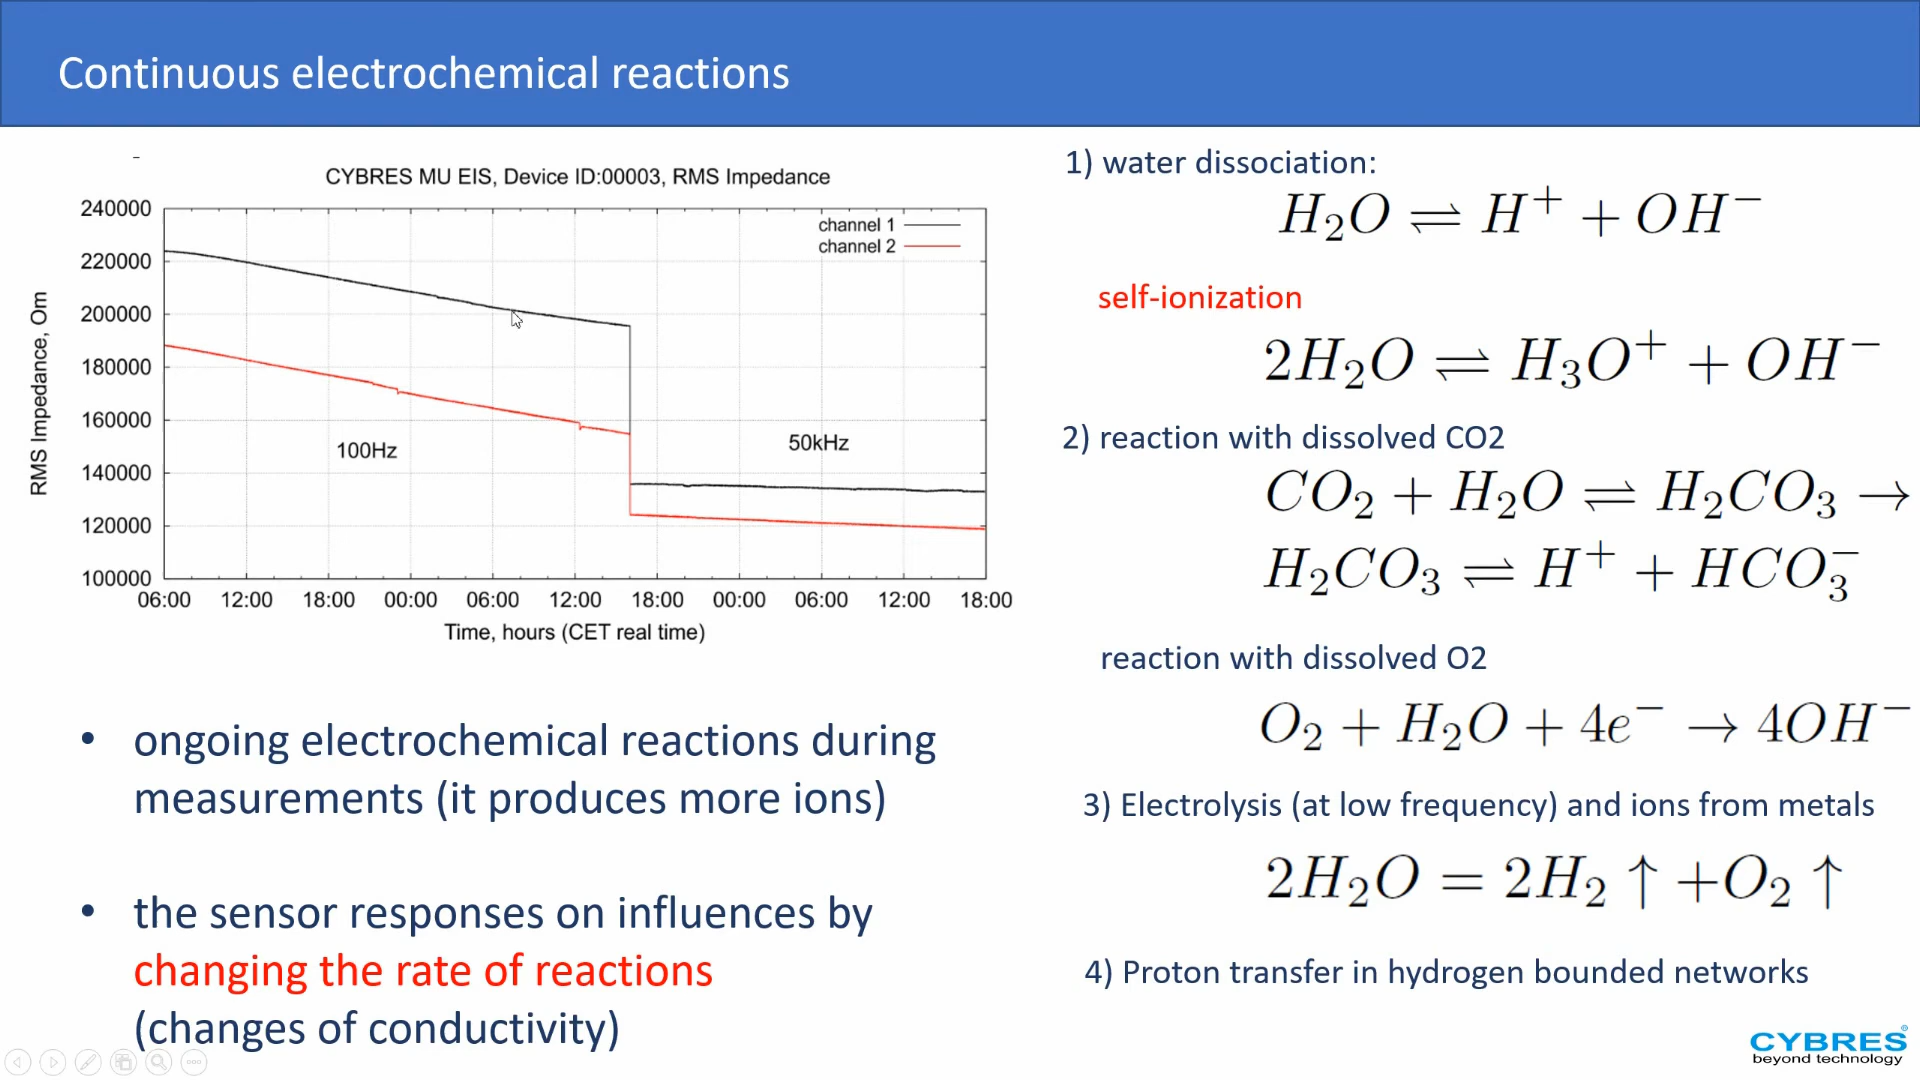 Continuous electrochemical reactions
CYBRES MU EIS, Device ID:00003, RMS Impedance
channel 1
channel 2
240000
220000
200000
180000
160000
140000
120000
100000
RMS Impedance, Om
100Hz
50kHz
06:00 12:00 18:00 00:00 06:00 12:00 18:00 00:00 06:00 12:00 18:00
Time, hours (CET real time)
• ongoing electrochemical reactions during
measurements (it produces more ions)
• the sensor responses on influences by
changing the rate of reactions
(changes of conductivity)
1) water dissociation:
H₂O ⇌ H⁺ + OH⁻
self-ionization
2H₂O ⇌ H₃O⁺ + OH⁻
2) reaction with dissolved CO2
CO₂ + H₂O ⇌ H₂CO₃ →
H₂CO₃ ⇌ H⁺ + HCO₃⁻
reaction with dissolved O2
O₂ + H₂O + 4e⁻ → 4OH⁻
3) Electrolysis (at low frequency) and ions from metals
2H₂O = 2H₂ ↑ +O₂ ↑
4) Proton transfer in hydrogen bounded networks
CYBRES®
beyond technology